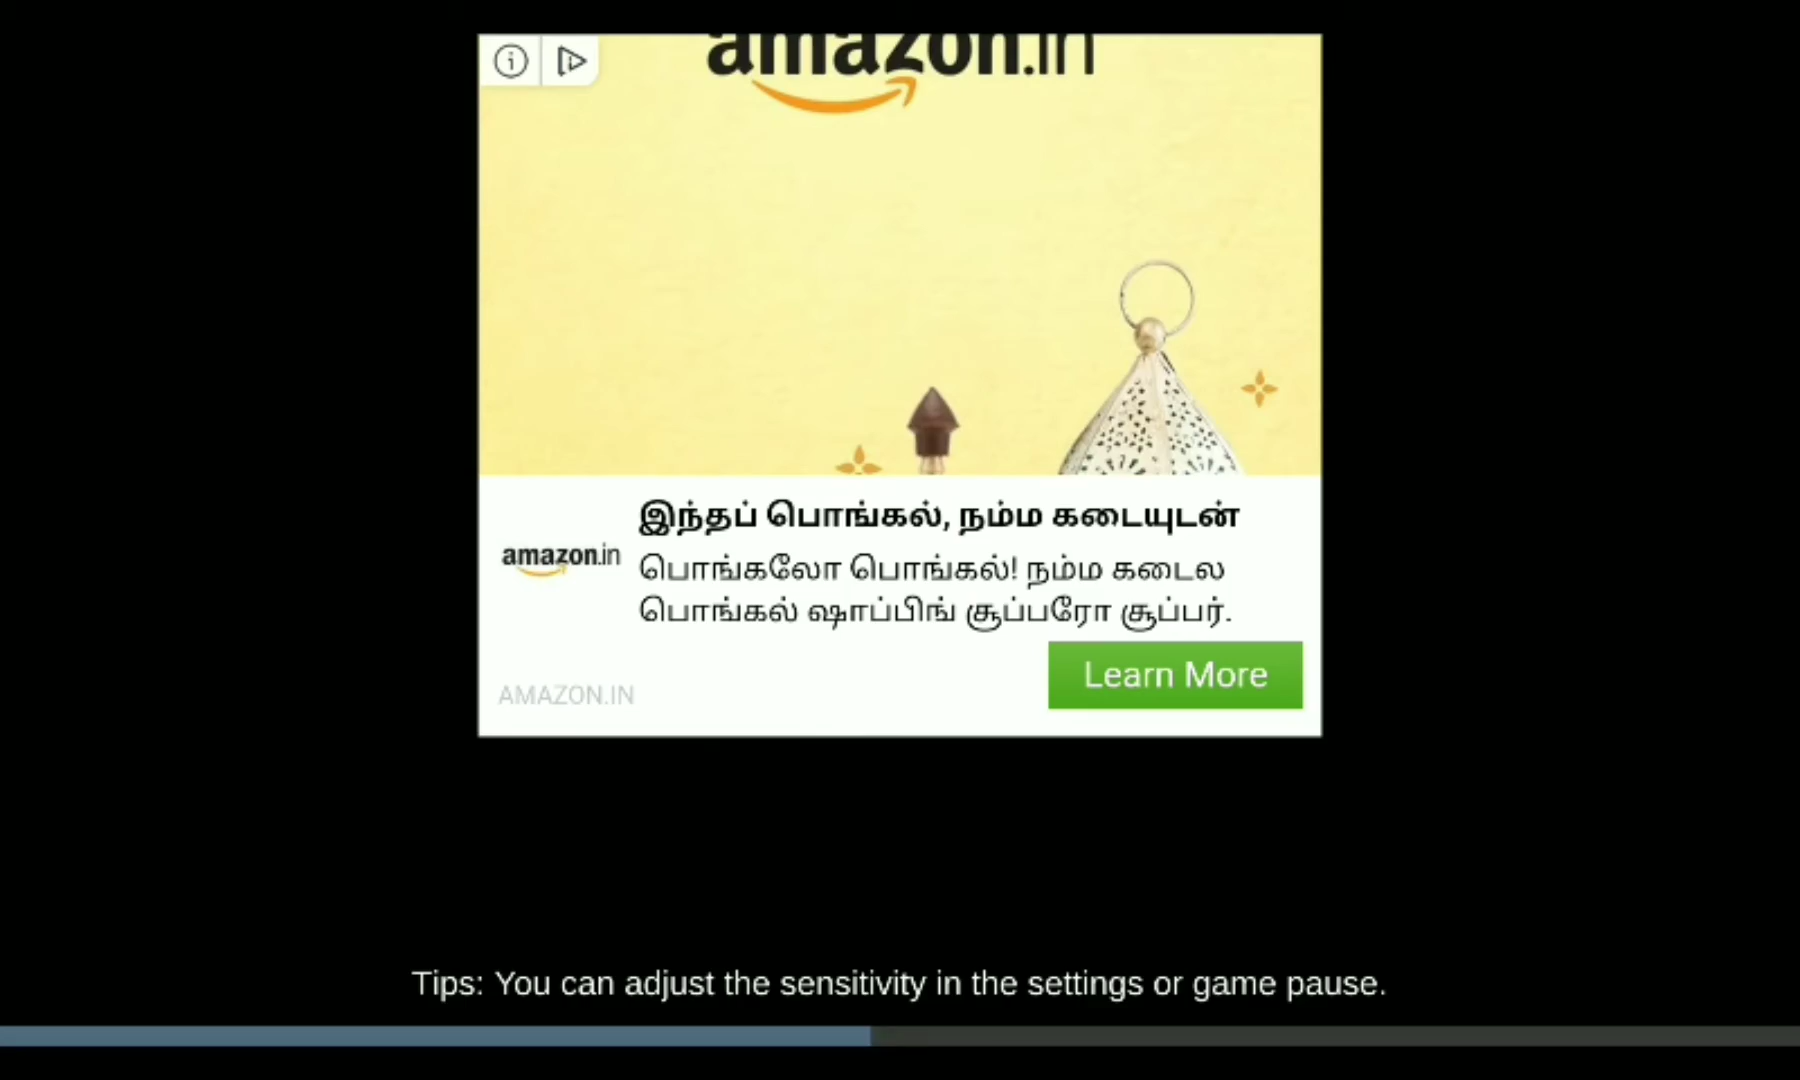 amazon.in
இந்தப் பொங்கல், நம்ம கடையுடன்
amazon.in
பொங்கலோ பொங்கல்! நம்ம கடைல
பொங்கல் ஷாப்பிங் சூப்பரோ சூப்பர்.
Learn More
AMAZON.IN
Tips: You can adjust the sensitivity in the settings or game pause.